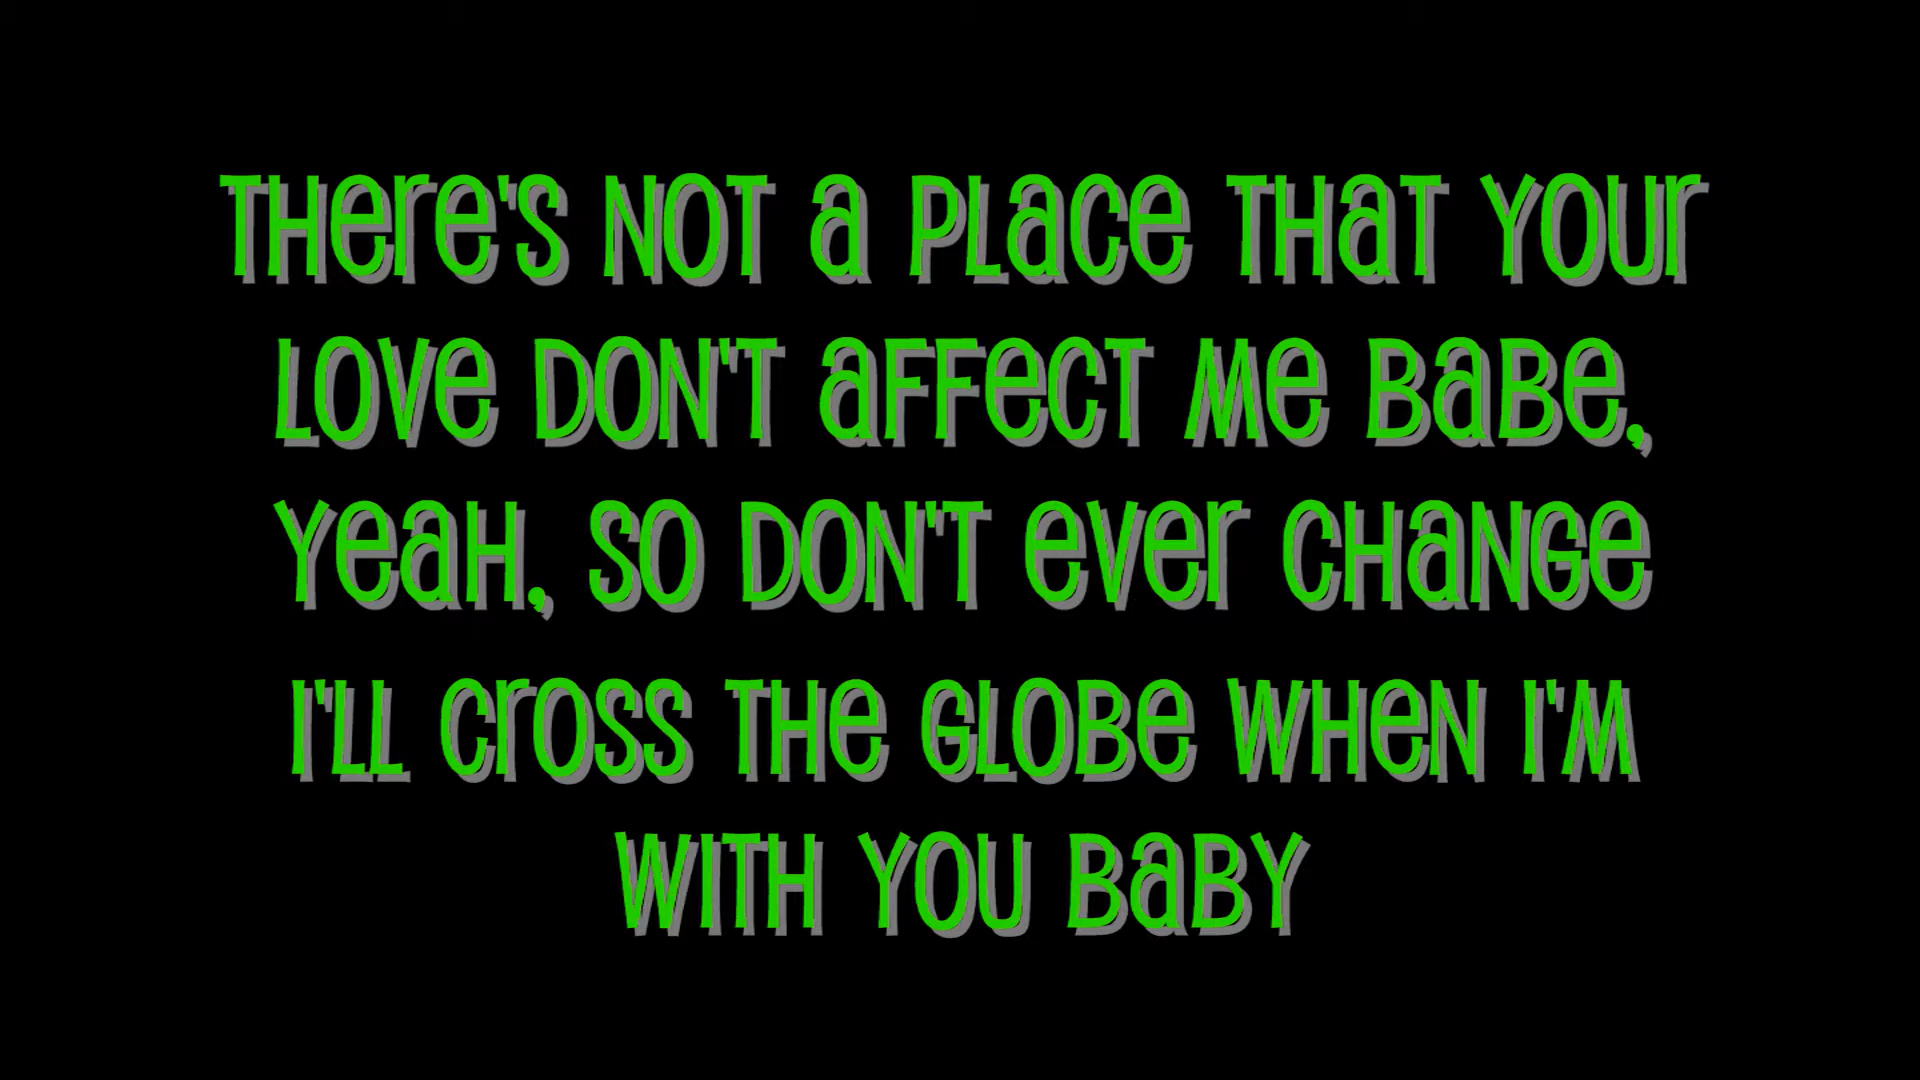 THere'S NOT a PLace THaT YOUr
LOVe DON'T aFFecT Me BaBe,
YeaH, SO DON'T ever CHaNGe
I'LL CrOSS THe GLOBe WHeN I'M
WITH YOU BaBY